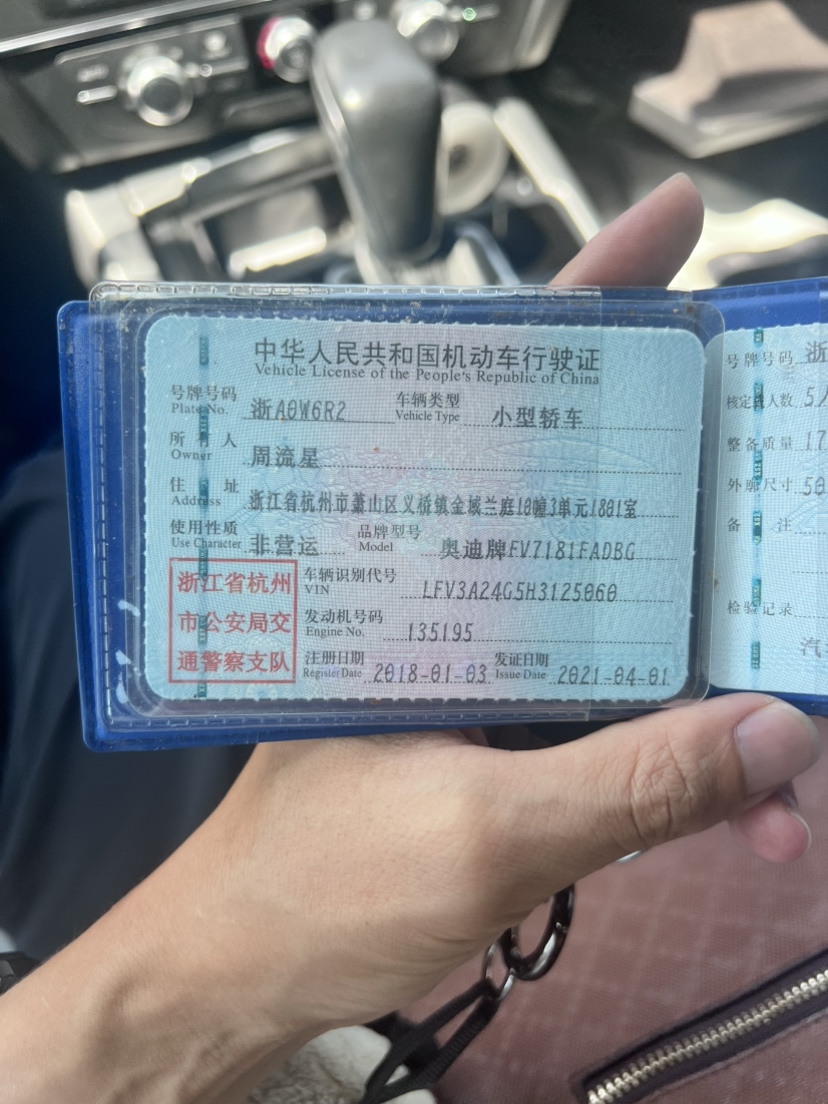 中华人民共和国机动车行驶证
Vehicle License of the People's Republic of China
号牌号码 浙A0W6R2 车辆类型 小型轿车
Plate No. Vehicle Type
所有人 周流星
Owner
住址 浙江省杭州市萧山区义桥镇金域兰庭10幢3单元1801室
Address
使用性质 非营运 品牌型号 奥迪牌FV7181FADBG
Use Character Model
浙江省杭州
市公安局交
通警察支队
车辆识别代号 LFV3A24G5H3125060
VIN
发动机号码 135195
Engine No.
注册日期 2018-01-03 发证日期 2021-04-01
Register Date Issue Date
号牌号码 浙
核定载人数 5人
整备质量 17
外廓尺寸 50
备注
检验记录
汽